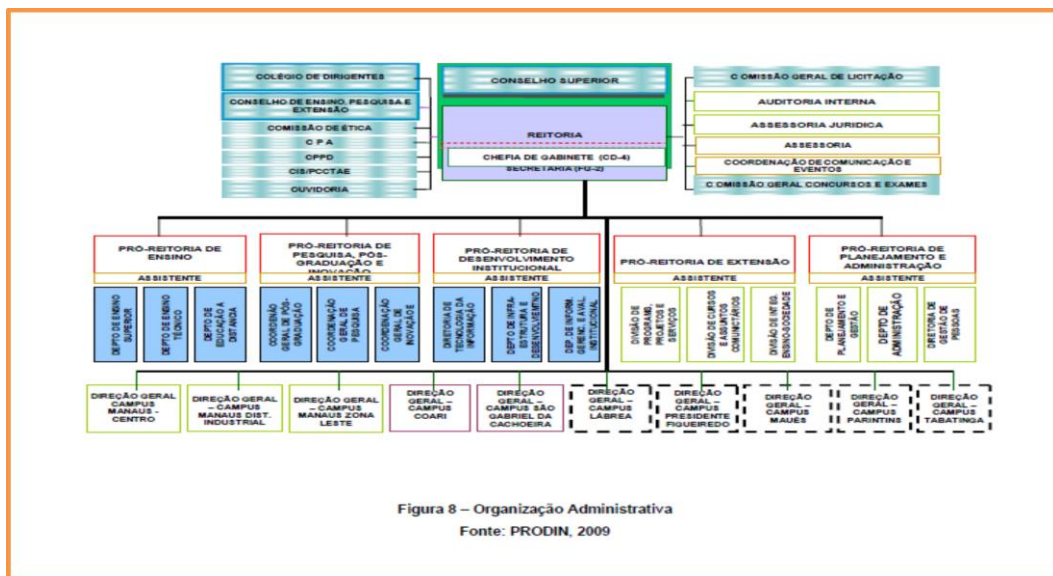 COLÉGIO DE DIRIGENTES
CONSELHO DE ENSINO, PESQUISA E
EXTENSÃO
COMISSÃO DE ÉTICA
C P A
CPPD
CIS/PCCTAE
OUVIDORIA
CONSELHO SUPERIOR
REITORIA
CHEFIA DE GABINETE (CD-4)
SECRETARIA (FG-2)
C OMISSÃO GERAL DE LICITAÇÃO
AUDITORIA INTERNA
ASSESSORIA JURIDICA
ASSESSORIA
COORDENAÇÃO DE COMUNICAÇÃO E
EVENTOS
C OMISSÃO GERAL CONCURSOS E EXAMES
PRÓ-REITORIA DE
ENSINO
ASSISTENTE
PRÓ-REITORIA DE
PESQUISA, PÓS-
GRADUAÇÃO E
INOVAÇÃO
ASSISTENTE
PRÓ-REITORIA DE
DESENVOLVIMENTO
INSTITUCIONAL
ASSISTENTE
PRÓ-REITORIA DE EXTENSÃO
ASSISTENTE
PRÓ-REITORIA DE
PLANEJAMENTO E
ADMINISTRAÇÃO
ASSISTENTE
DEPTO DE ENSINO
SUPERIOR
DEPTO DE ENSINO
TÉCNICO
DEPTO DE
EDUCAÇÃO À
DISTANCIA
GERAL DE PÓS-
GRADUAÇÃO
COORDENAÇÃO
GERAL DE
PESQUISA
COORDENAÇÃO
GERAL DE
INOVAÇÃO
DIRETORIA DE
TECNOLOGIA DA
INFORMAÇÃO
DEPTº DE INFRA-
ESTRUTURA E
DESENVOLVIMENTO
DEP. DE INFORM.
GERENC. E AVAL.
INSTITUCIONAL
DIVISÃO DE
PROGRAMO,
PROJETOS E
SERVIÇOS
DIVISÃO DE CURSOS
E ASSUNTOS
COMUNICTÁRIOS
DIVISÃO DE INTEG.
ENSINO-SOCIEDADE
DEPTO DE
PLANEJAMENTO E
GESTÃO
DEPTO DE
ADMINISTRAÇÃO
DIRETORIA DE
GESTÃO DE
PESSOAS
DIREÇÃO GERAL
CAMPUS
MANAUS -
CENTRO
DIREÇÃO GERAL
– CAMPUS
MANAUS DIST.
INDUSTRIAL
DIREÇÃO GERAL
– CAMPUS
MANAUS ZONA
LESTE
DIREÇÃO
GERAL –
CAMPUS
COARI
DIREÇÃO
GERAL –
CAMPUS SÃO
GABRIEL DA
CACHOEIRA
DIREÇÃO
GERAL –
CAMPUS
LÁBREA
DIREÇÃO
GERAL –
CAMPUS
PRESIDENTE
FIGUEIREDO
DIREÇÃO
GERAL –
CAMPUS
MAUÉS
DIREÇÃO
GERAL –
CAMPUS
PARINTINS
DIREÇÃO
GERAL –
CAMPUS
TABATINGA
Figura 8 – Organização Administrativa
Fonte: PRODIN, 2009